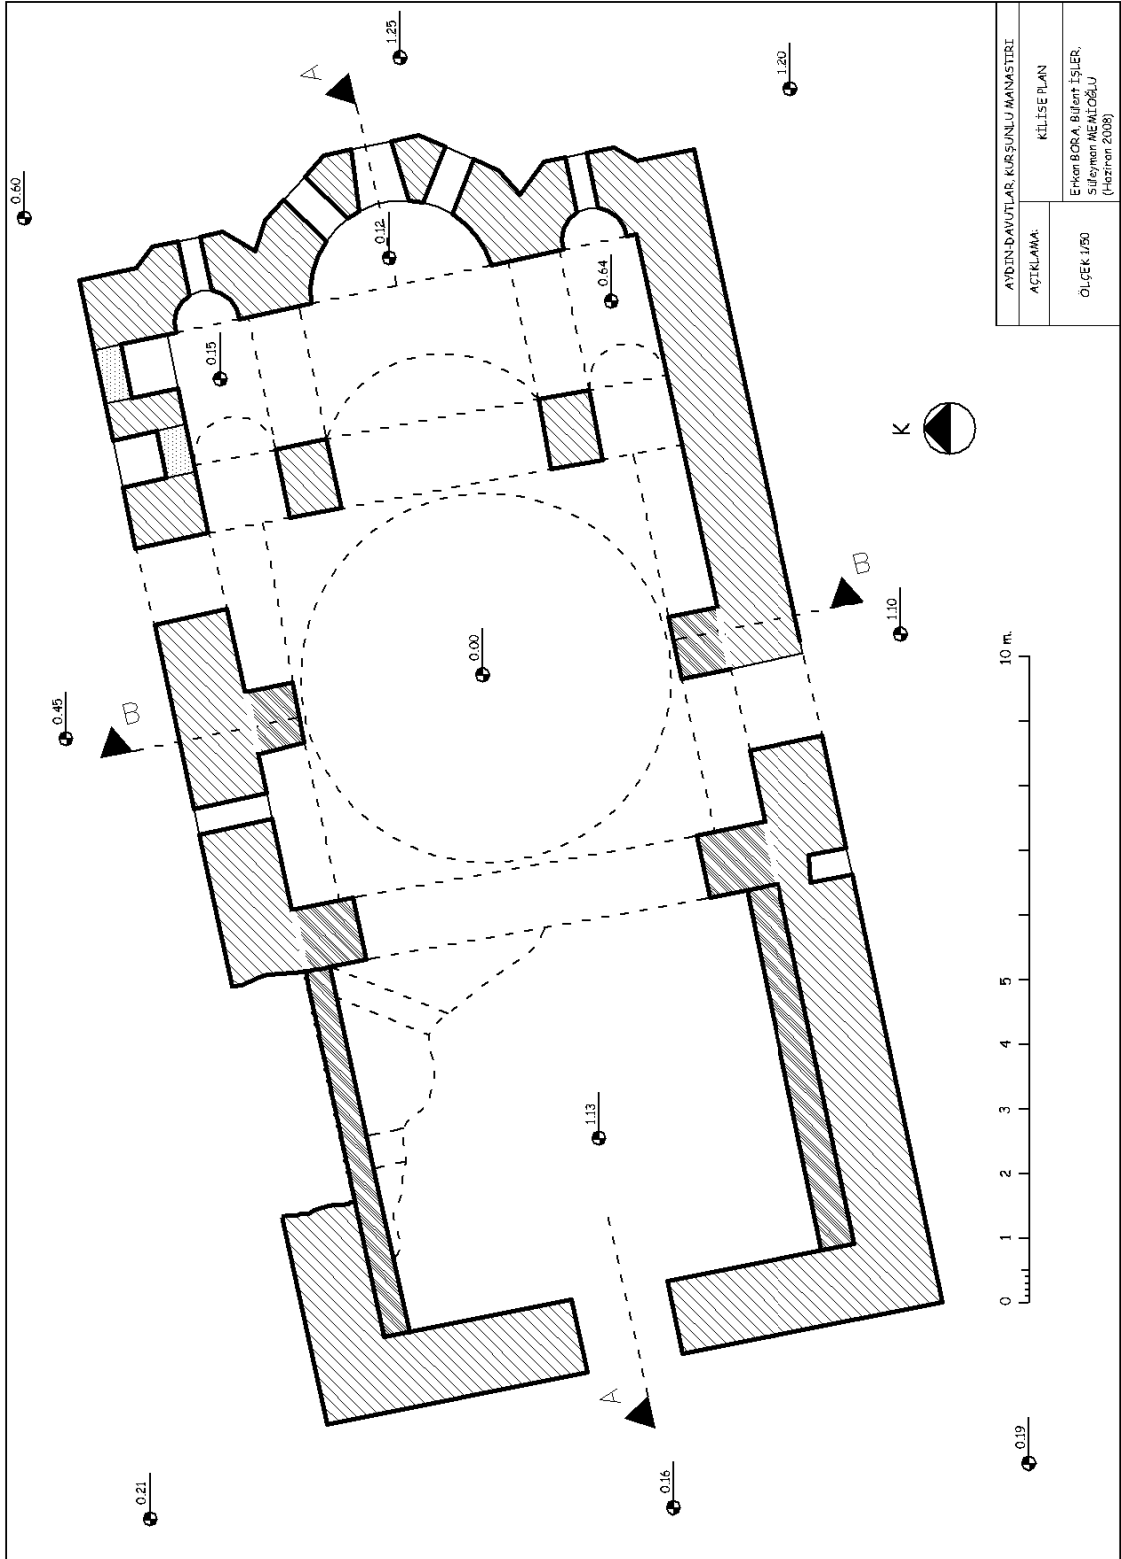 AYDIN-DAVUTLAR, KURŞUNLU MANASTIRI
AÇIKLAMA:
KİLİSE PLAN
ÖLÇEK 1/50
Erkan BORA, Bülent İŞLER,
Süleyman MEMİOĞLU
(Haziran 2008)
0.60
1.25
1.20
A
0.12
0.64
0.15
K
B
0.45
0.00
B
1.10
1.13
A
0.21
0.16
0.19
0 1 2 3 4 5 10 m.